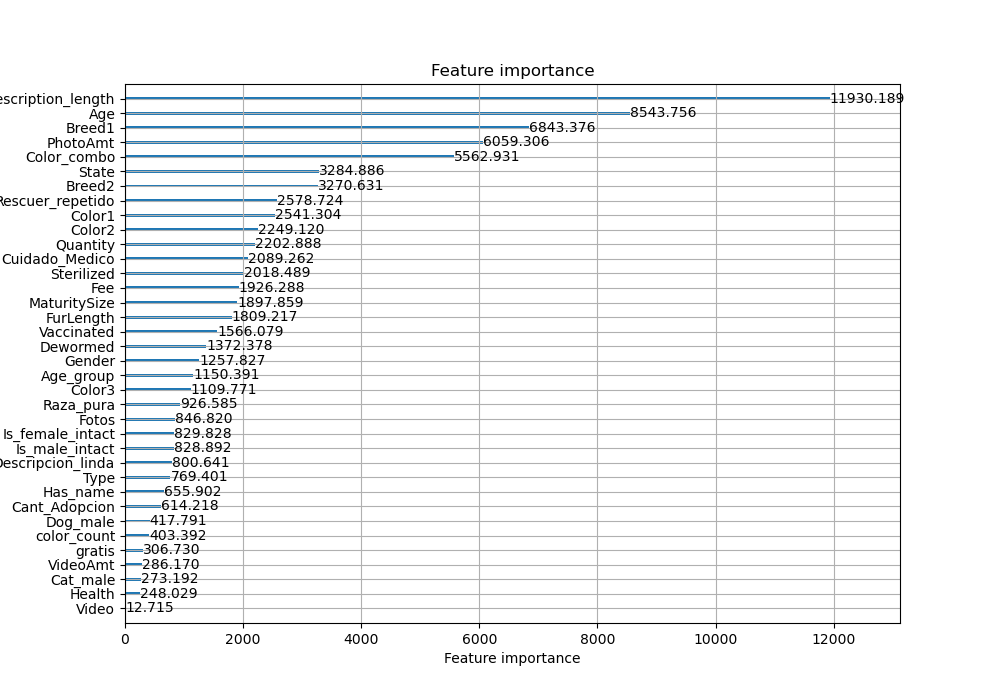 Feature importance
escription_length 11930.189
Age 8543.756
Breed1 6843.376
PhotoAmt 6059.306
Color_combo 5562.931
State 3284.886
Breed2 3270.631
Rescuer_repetido 2578.724
Color1 2541.304
Color2 2249.120
Quantity 2202.888
Cuidado_Medico 2089.262
Sterilized 2018.489
Fee 1926.288
MaturitySize 1897.859
FurLength 1809.217
Vaccinated 1566.079
Dewormed 1372.378
Gender 1257.827
Age_group 1150.391
Color3 1109.771
Raza_pura 926.585
Fotos 846.820
Is_female_intact 829.828
Is_male_intact 828.892
Descripcion_linda 800.641
Type 769.401
Has_name 655.902
Cant_Adopcion 614.218
Dog_male 417.791
color_count 403.392
gratis 306.730
VideoAmt 286.170
Cat_male 273.192
Health 248.029
Video 12.715
0 2000 4000 6000 8000 10000 12000
Feature importance